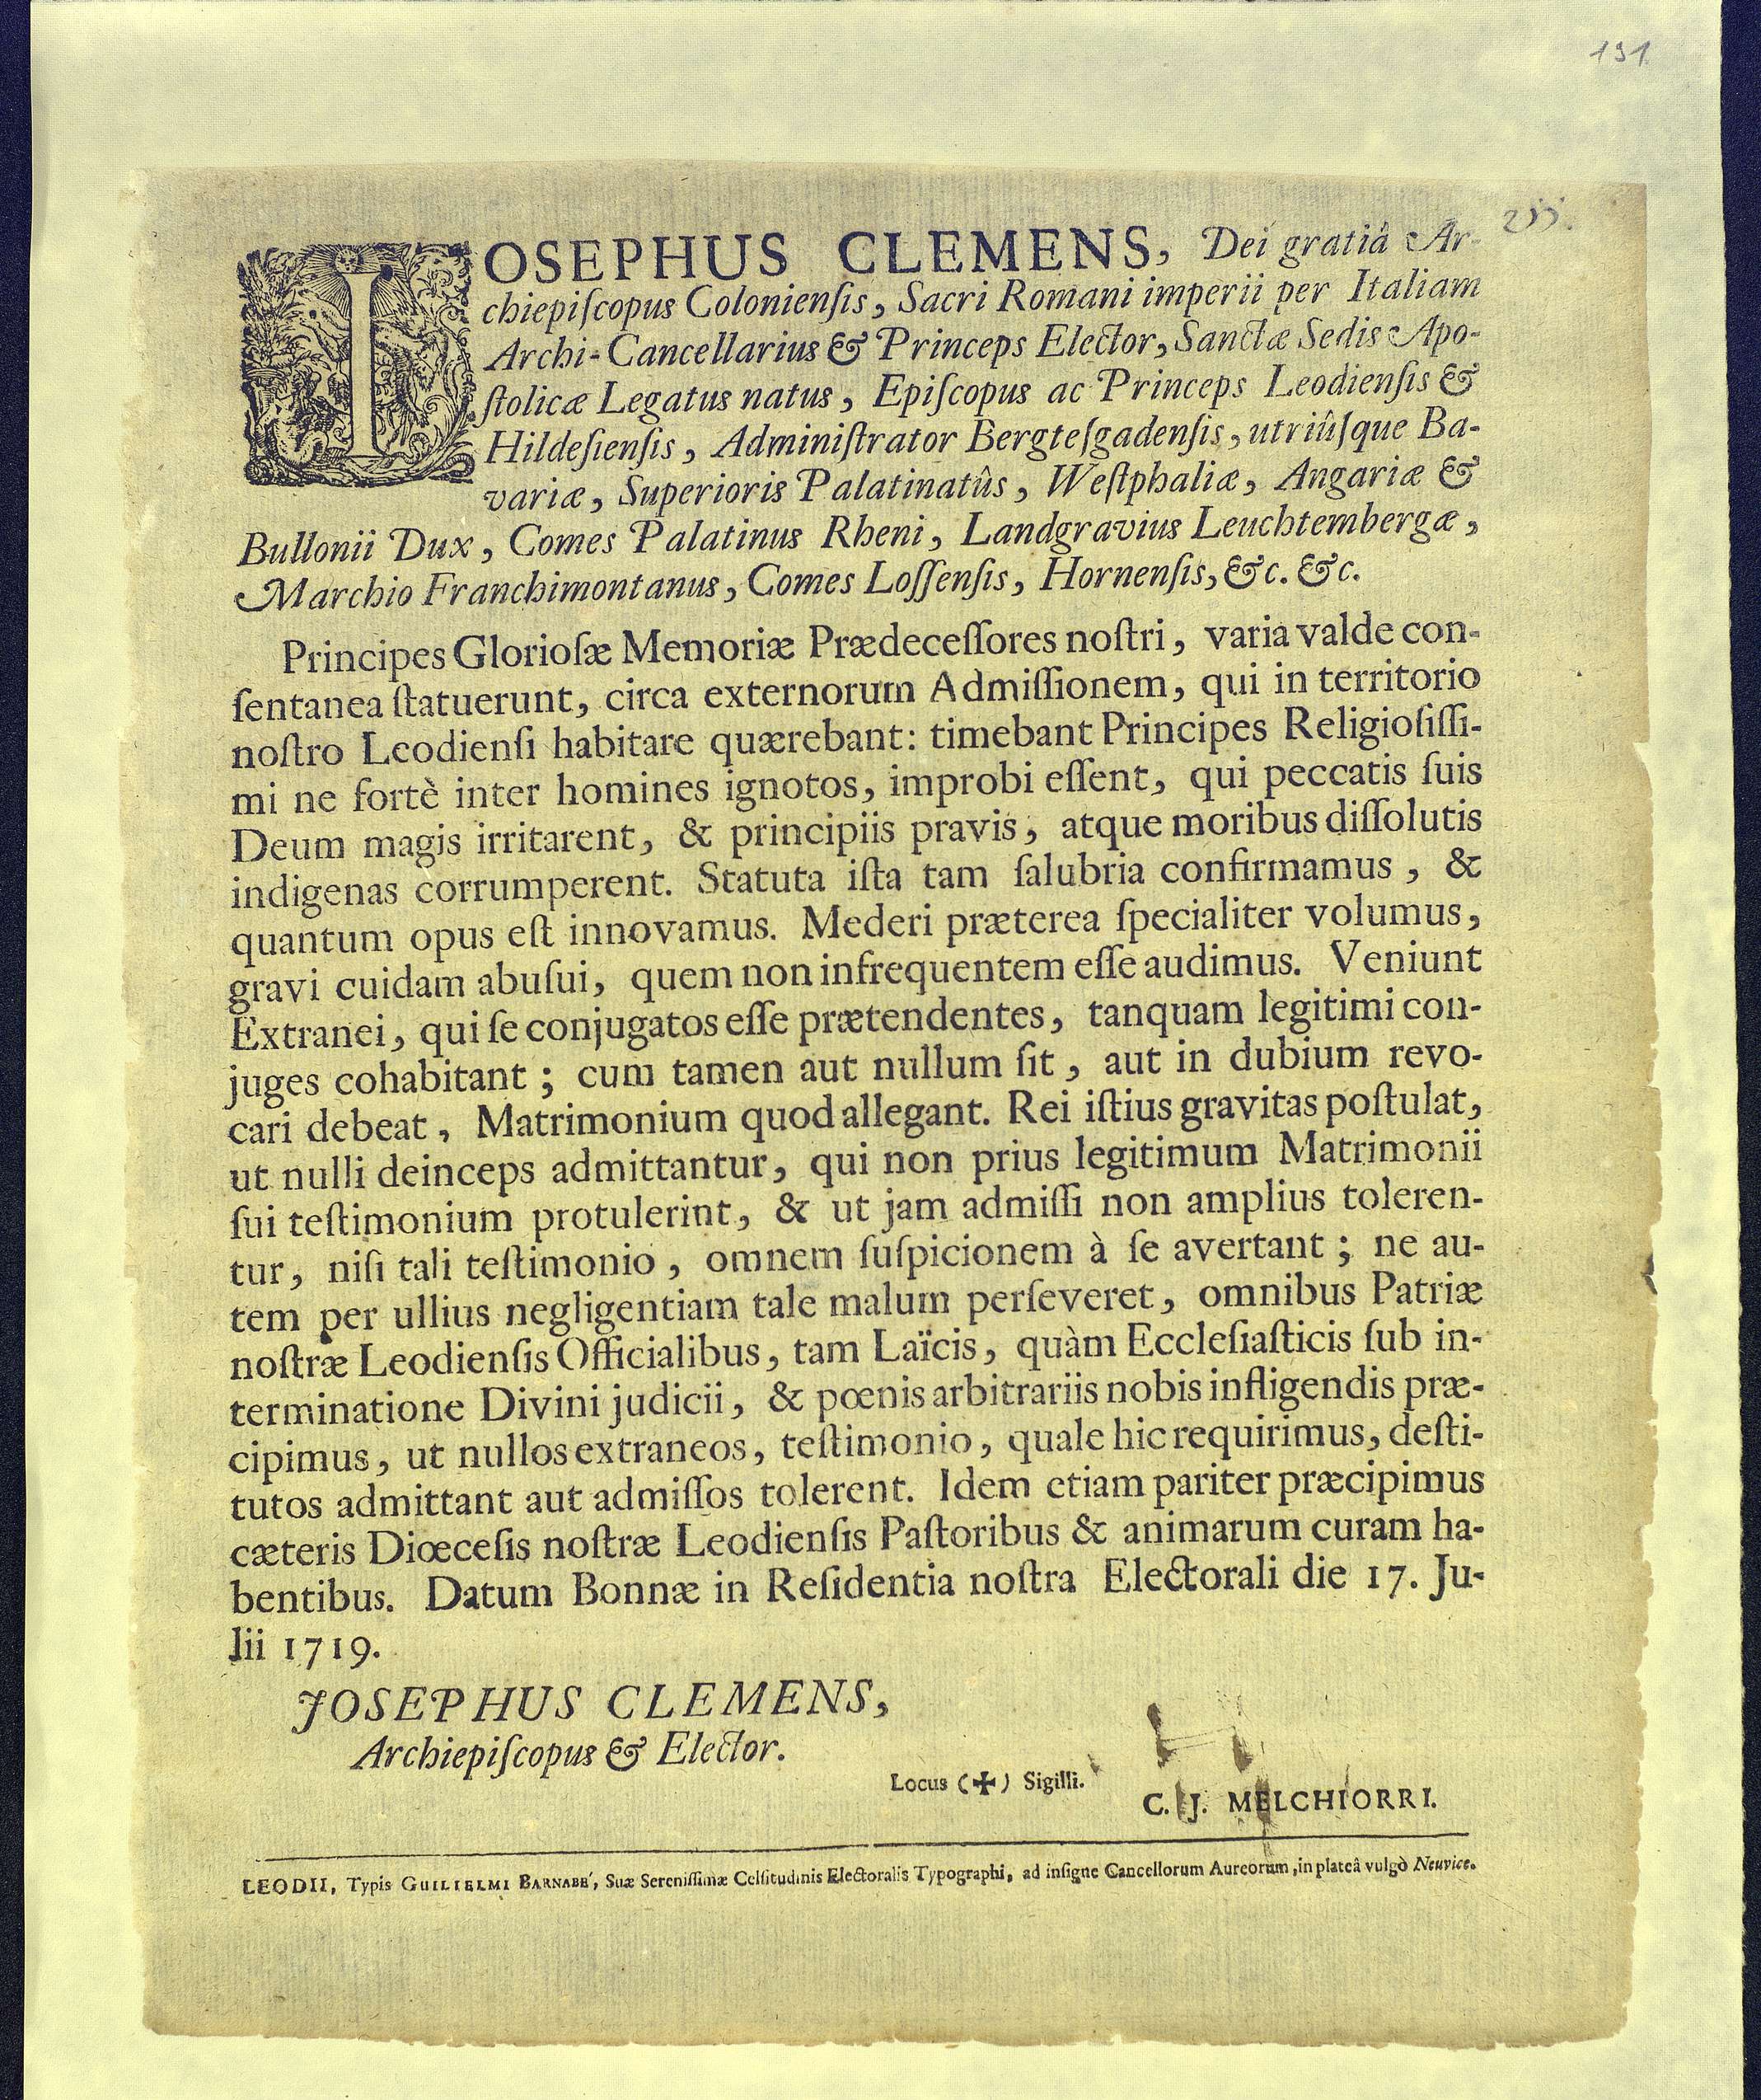 191
IOSEPHUS CLEMENS, Dei gratiâ Ar-
chiepiſcopus Colonienſis, Sacri Romani imperii per Italiam
Archi-Cancellarius & Princeps Elector, Sanctæ Sedis Apo-
ſtolicæ Legatus natus, Epiſcopus ac Princeps Leodienſis &
Hildeſienſis, Adminiſtrator Bergteſgadenſis, utriûſque Ba-
variæ, Superioris Palatinatûs, Weſtphaliæ, Angariæ &
Bullonii Dux, Comes Palatinus Rheni, Landgravius Leuchtembergæ,
Marchio Franchimontanus, Comes Loſſenſis, Hornenſis, &c. &c.
Principes Glorioſæ Memoriæ Prædeceſſores noſtri, varia valde con-
ſentanea ſtatuerunt, circa externorum Admiſſionem, qui in territorio
noſtro Leodienſi habitare quærebant: timebant Principes Religioſiſſi-
mi ne fortè inter homines ignotos, improbi eſſent, qui peccatis ſuis
Deum magis irritarent, & principiis pravis, atque moribus diſſolutis
indigenas corrumperent. Statuta iſta tam ſalubria confirmamus, &
quantum opus eſt innovamus. Mederi præterea ſpecialiter volumus,
gravi cuidam abuſui, quem non infrequentem eſſe audimus. Veniunt
Extranei, qui ſe conjugatos eſſe prætendentes, tanquam legitimi con-
juges cohabitant; cum tamen aut nullum ſit, aut in dubium revo-
cari debeat, Matrimonium quod allegant. Rei iſtius gravitas poſtulat,
ut nulli deinceps admittantur, qui non prius legitimum Matrimonii
ſui teſtimonium protulerint, & ut jam admiſſi non amplius toleren-
tur, niſi tali teſtimonio, omnem ſuſpicionem à ſe avertant; ne au-
tem per ullius negligentiam tale malum perſeveret, omnibus Patriæ
noſtræ Leodienſis Officialibus, tam Laïcis, quàm Eccleſiaſticis ſub in-
terminatione Divini judicii, & pœnis arbitrariis nobis infligendis præ-
cipimus, ut nullos extraneos, teſtimonio, quale hic requirimus, deſti-
tutos admittant aut admiſſos tolerent. Idem etiam pariter præcipimus
cæteris Diœceſis noſtræ Leodienſis Paſtoribus & animarum curam ha-
bentibus. Datum Bonnæ in Reſidentia noſtra Electorali die 17. Ju-
lii 1719.
JOSEPHUS CLEMENS,
Archiepiſcopus & Elector.
Locus (✠) Sigilli.
C. J. MELCHIORRI.
LEODII, Typis GUILIELMI BARNABE', Suæ Sereniſſimæ Celſitudinis Electoralis Typographi, ad inſigne Cancellorum Aureorum, in plateâ vulgò Neuvice.